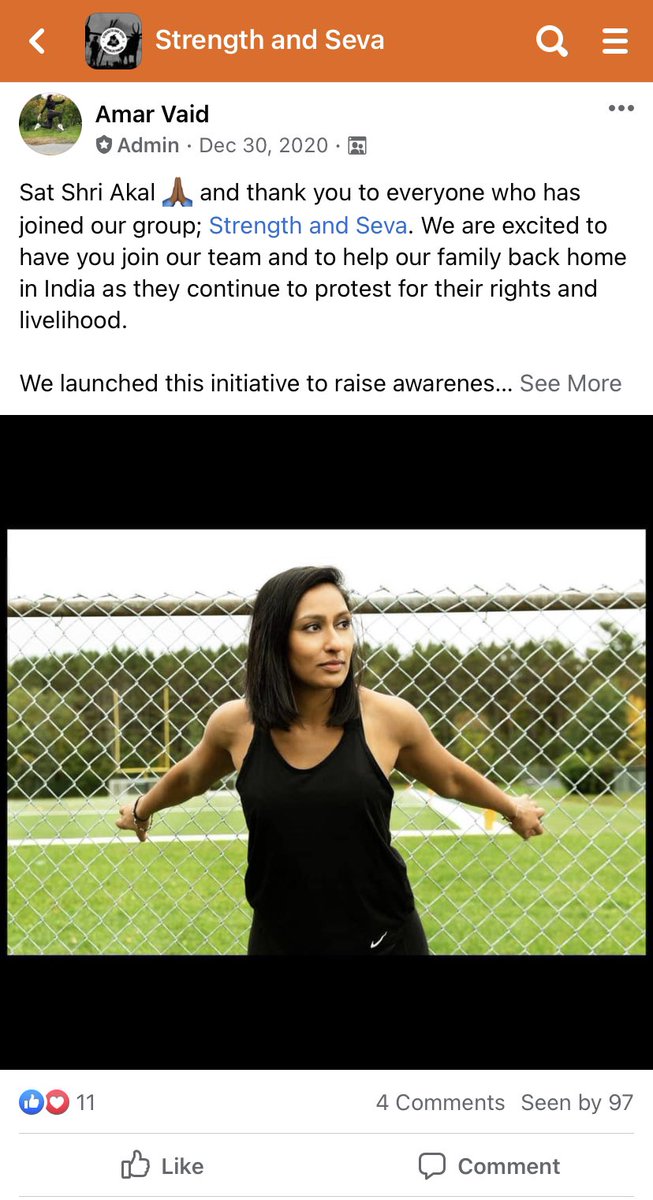 Strength and Seva
Amar Vaid
Admin · Dec 30, 2020 ·
Sat Shri Akal 🙏🏾 and thank you to everyone who has
joined our group; Strength and Seva. We are excited to
have you join our team and to help our family back home
in India as they continue to protest for their rights and
livelihood.
We launched this initiative to raise awarenes... See More
11
4 Comments Seen by 97
Like
Comment